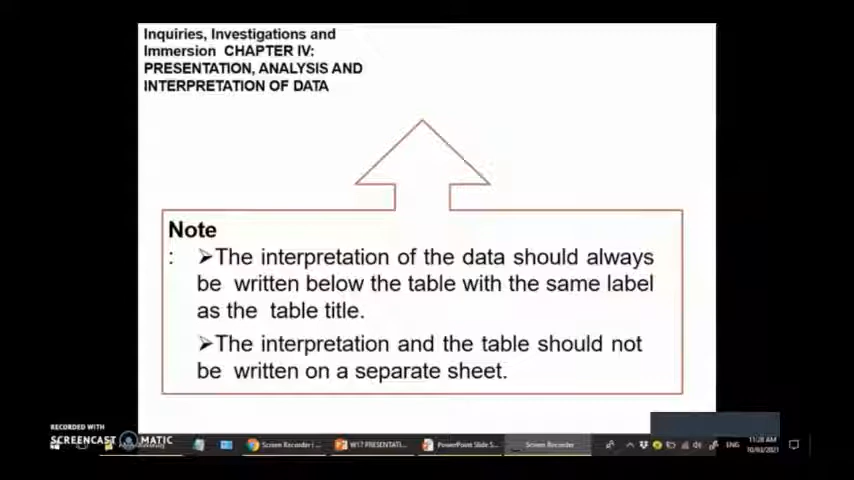 Inquiries, Investigations and
Immersion CHAPTER IV:
PRESENTATION, ANALYSIS AND
INTERPRETATION OF DATA
Note
: ➢The interpretation of the data should always
be written below the table with the same label
as the table title.
➢The interpretation and the table should not
be written on a separate sheet.
RECORDED WITH
SCREENCAST MATIC
Screen Recorder | ...
W17 PRESENTATI...
PowerPoint Slide S...
Screen Recorder
ENG
11:28 AM
10/02/2021